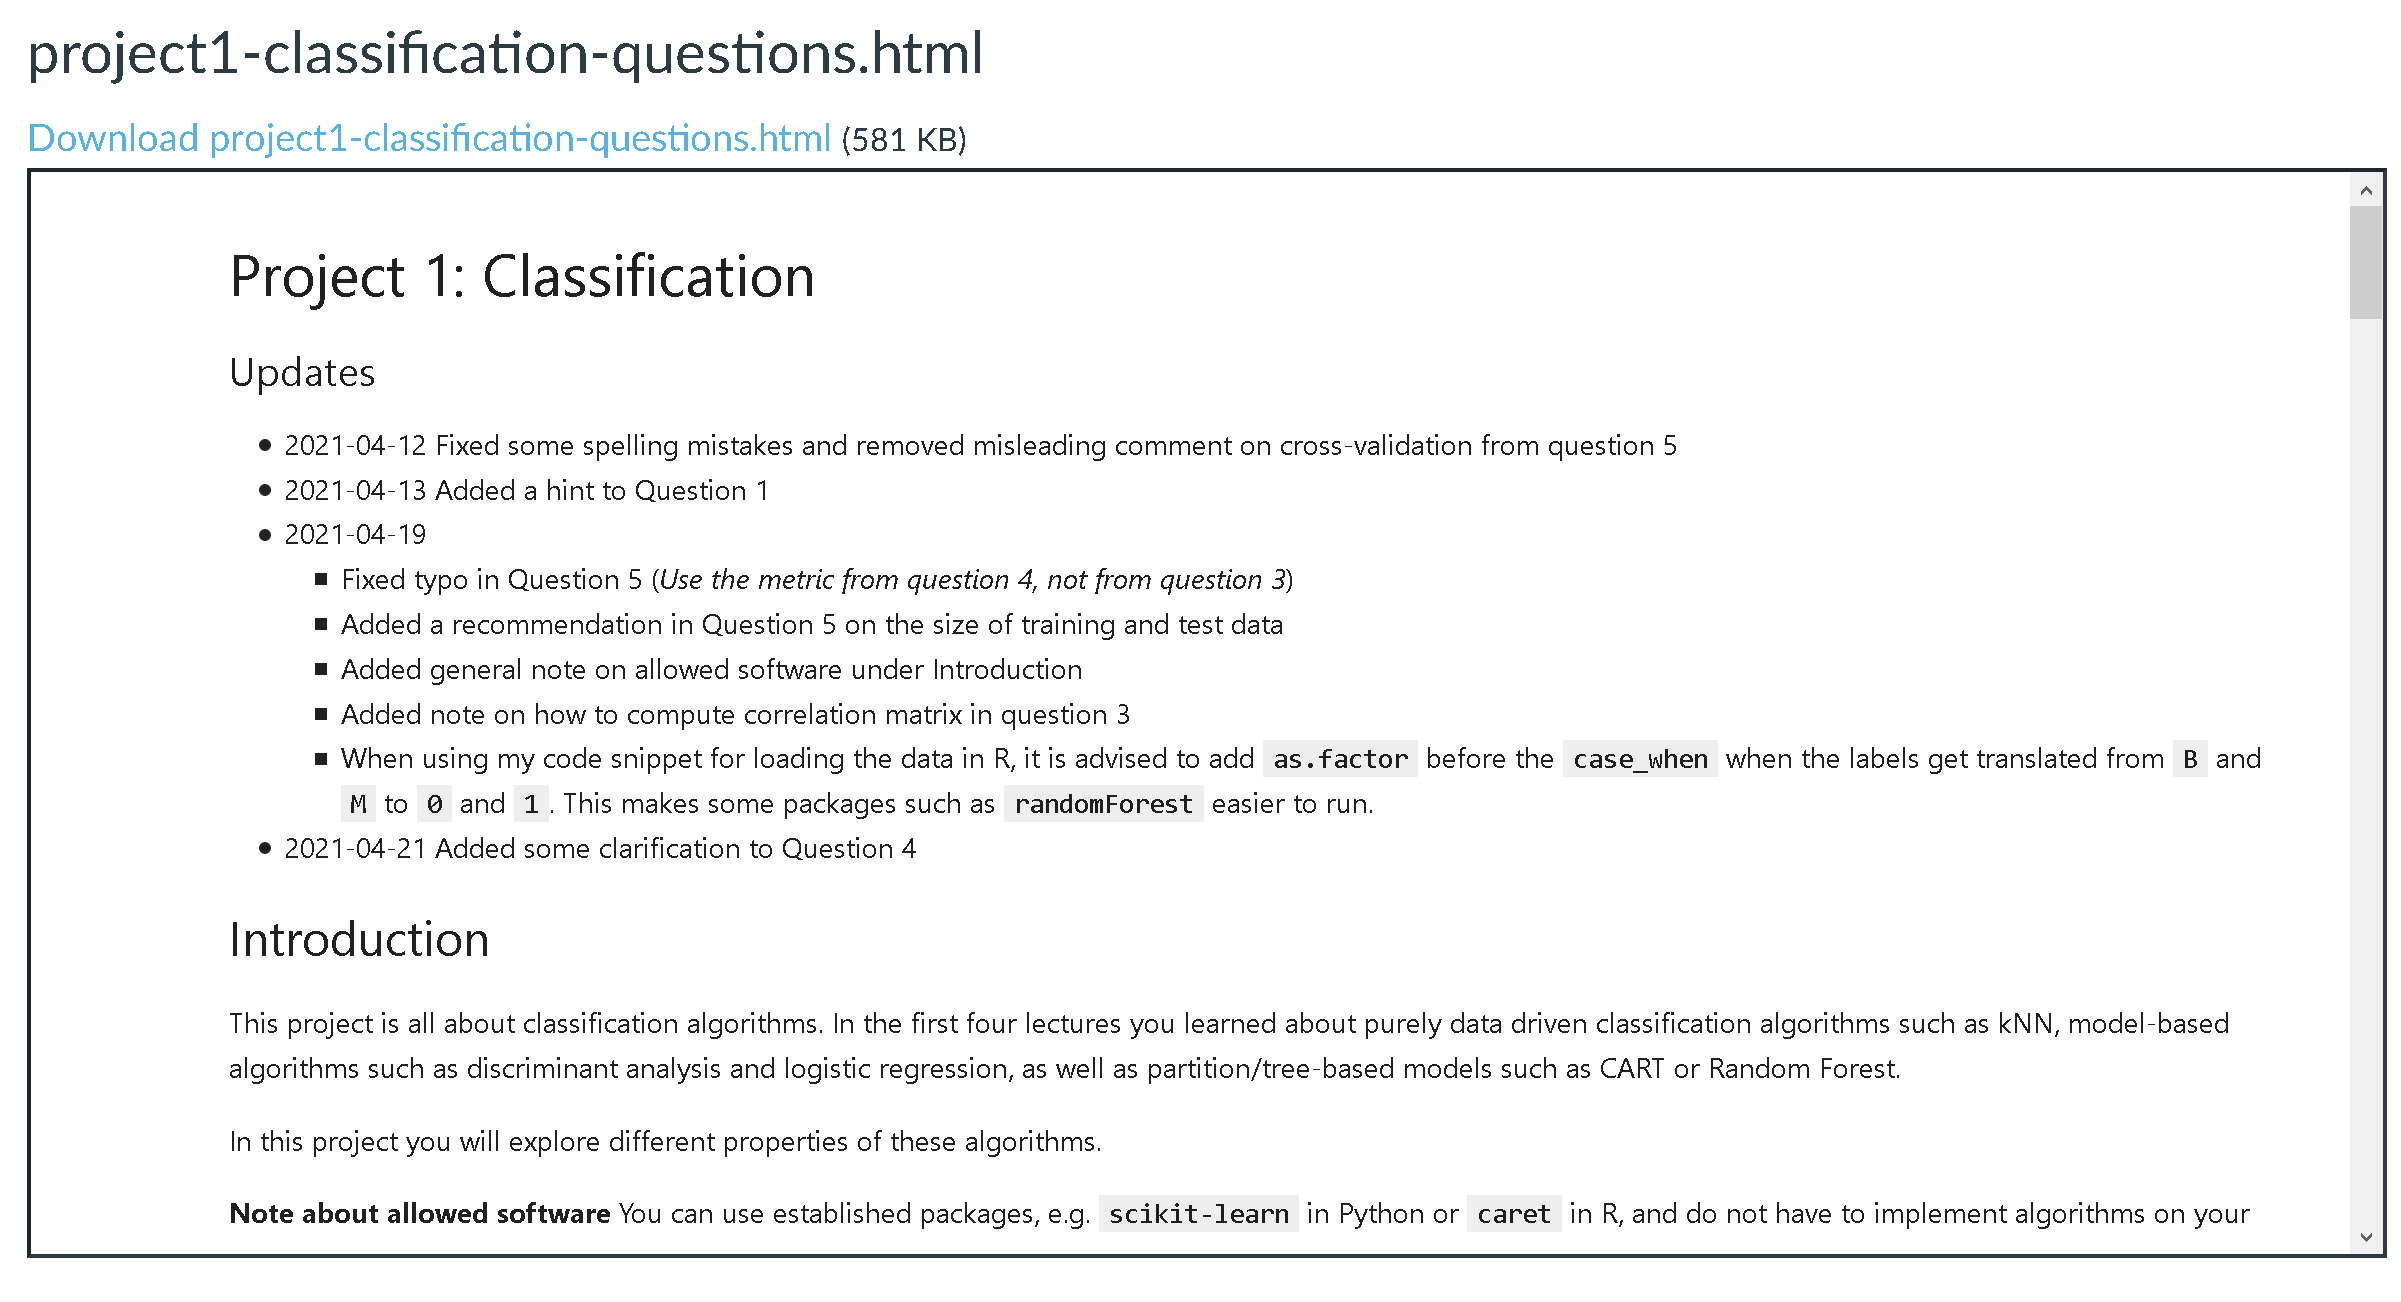 project1-classification-questions.html
Download project1-classification-questions.html (581 KB)
Project 1: Classification
Updates
2021-04-12 Fixed some spelling mistakes and removed misleading comment on cross-validation from question 5
2021-04-13 Added a hint to Question 1
2021-04-19
Fixed typo in Question 5 (Use the metric from question 4, not from question 3)
Added a recommendation in Question 5 on the size of training and test data
Added general note on allowed software under Introduction
Added note on how to compute correlation matrix in question 3
When using my code snippet for loading the data in R, it is advised to add as.factor before the case_when when the labels get translated from B and
M to 0 and 1. This makes some packages such as randomForest easier to run.
2021-04-21 Added some clarification to Question 4
Introduction
This project is all about classification algorithms. In the first four lectures you learned about purely data driven classification algorithms such as kNN, model-based
algorithms such as discriminant analysis and logistic regression, as well as partition/tree-based models such as CART or Random Forest.
In this project you will explore different properties of these algorithms.
Note about allowed software You can use established packages, e.g. scikit-learn in Python or caret in R, and do not have to implement algorithms on your